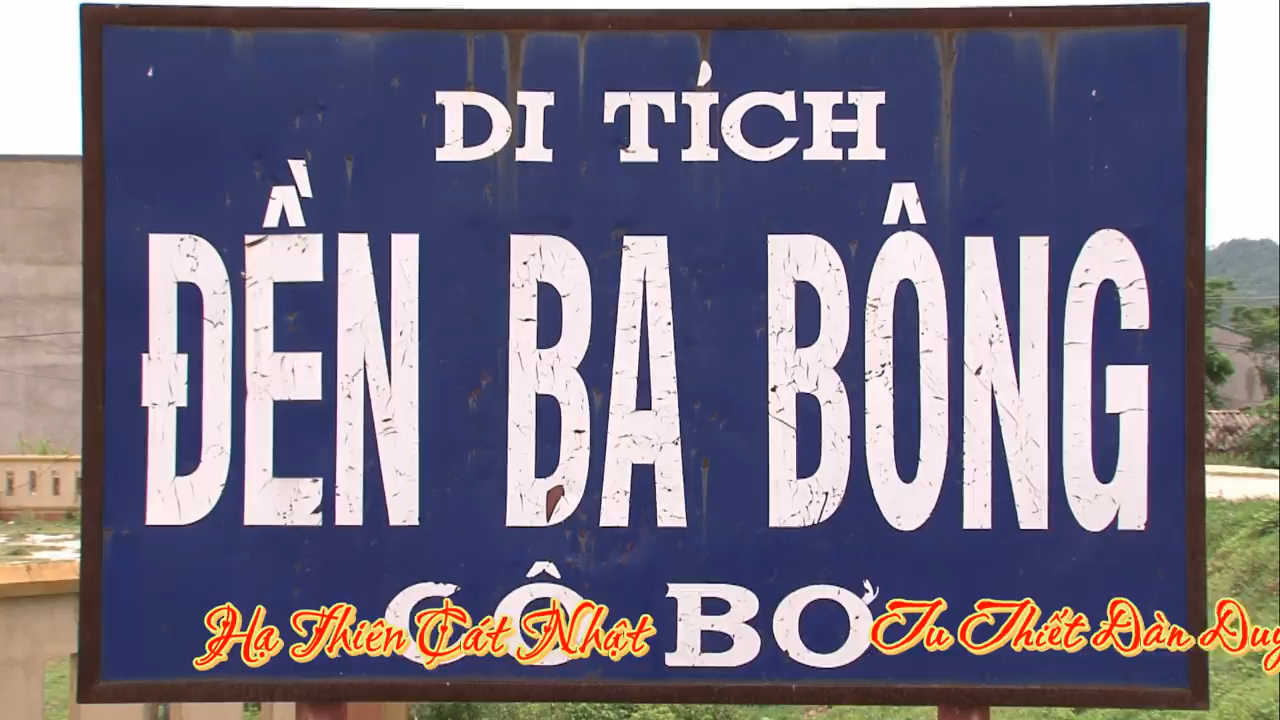 DI TÍCH
ĐỀN BA BÔNG
CÔ BƠ
Hạ Thiên Cát Nhật Tu Thiết Đàn Duy